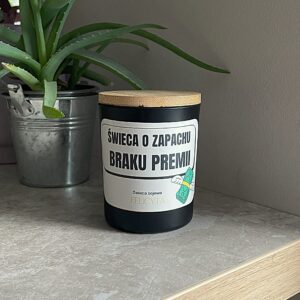 ŚWIECA O ZAPACHU
BRAKU PREMII
Świeca sojowa